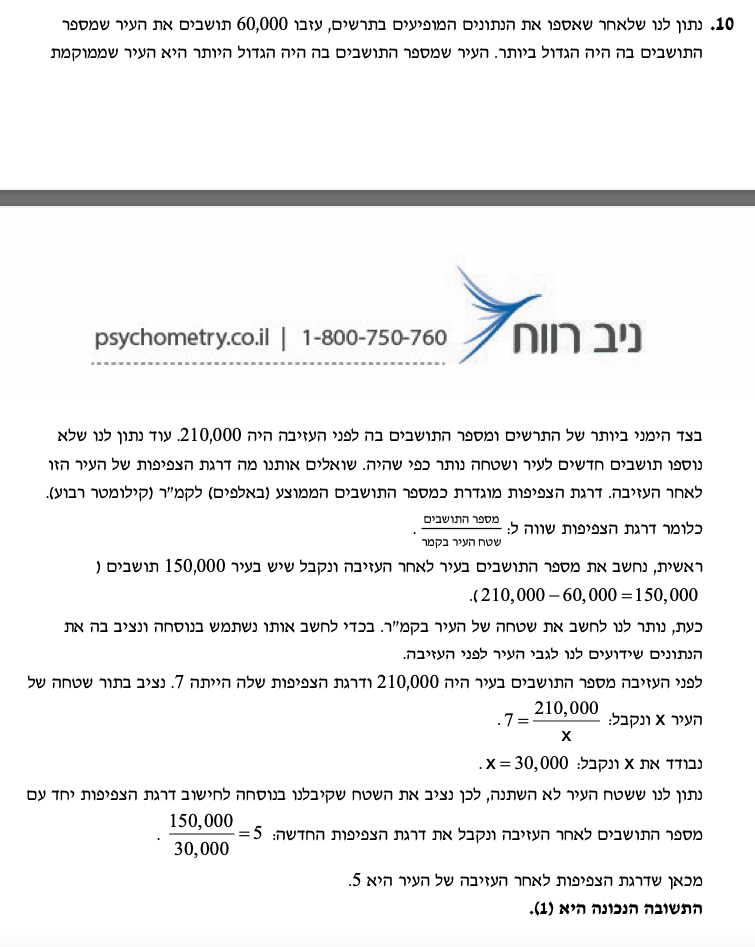 10. נתון לנו שלאחר שאספו את הנתונים המופיעים בתרשים, עזבו 60,000 תושבים את העיר שמספר
התושבים בה היה הגדול ביותר. העיר שמספר התושבים בה היה הגדול היותר היא העיר שממוקמת
ניב רווח
psychometry.co.il | 1-800-750-760
בצד הימני ביותר של התרשים ומספר התושבים בה לפני העזיבה היה 210,000. עוד נתון לנו שלא
נוספו תושבים חדשים לעיר ושטחה נותר כפי שהיה. שואלים אותנו מה דרגת הצפיפות של העיר הזו
לאחר העזיבה. דרגת הצפיפות מוגדרת כמספר התושבים הממוצע (באלפים) לקמ"ר (קילומטר רבוע).
כלומר דרגת הצפיפות שווה ל: מספר התושבים / שטח העיר בקמר .
ראשית, נחשב את מספר התושבים בעיר לאחר העזיבה ונקבל שיש בעיר 150,000 תושבים (
210,000 – 60,000 = 150,000).
כעת, נותר לנו לחשב את שטחה של העיר בקמ"ר. בכדי לחשב אותו נשתמש בנוסחה ונציב בה את
הנתונים שידועים לנו לגבי העיר לפני העזיבה.
לפני העזיבה מספר התושבים בעיר היה 210,000 ודרגת הצפיפות שלה הייתה 7. נציב בתור שטחה של
העיר x ונקבל: 7 = 210,000 / x .
נבודד את x ונקבל: x = 30,000 .
נתון לנו ששטח העיר לא השתנה, לכן נציב את השטח שקיבלנו בנוסחה לחישוב דרגת הצפיפות יחד עם
מספר התושבים לאחר העזיבה ונקבל את דרגת הצפיפות החדשה: 150,000 / 30,000 = 5 .
מכאן שדרגת הצפיפות לאחר העזיבה של העיר היא 5.
התשובה הנכונה היא (1).